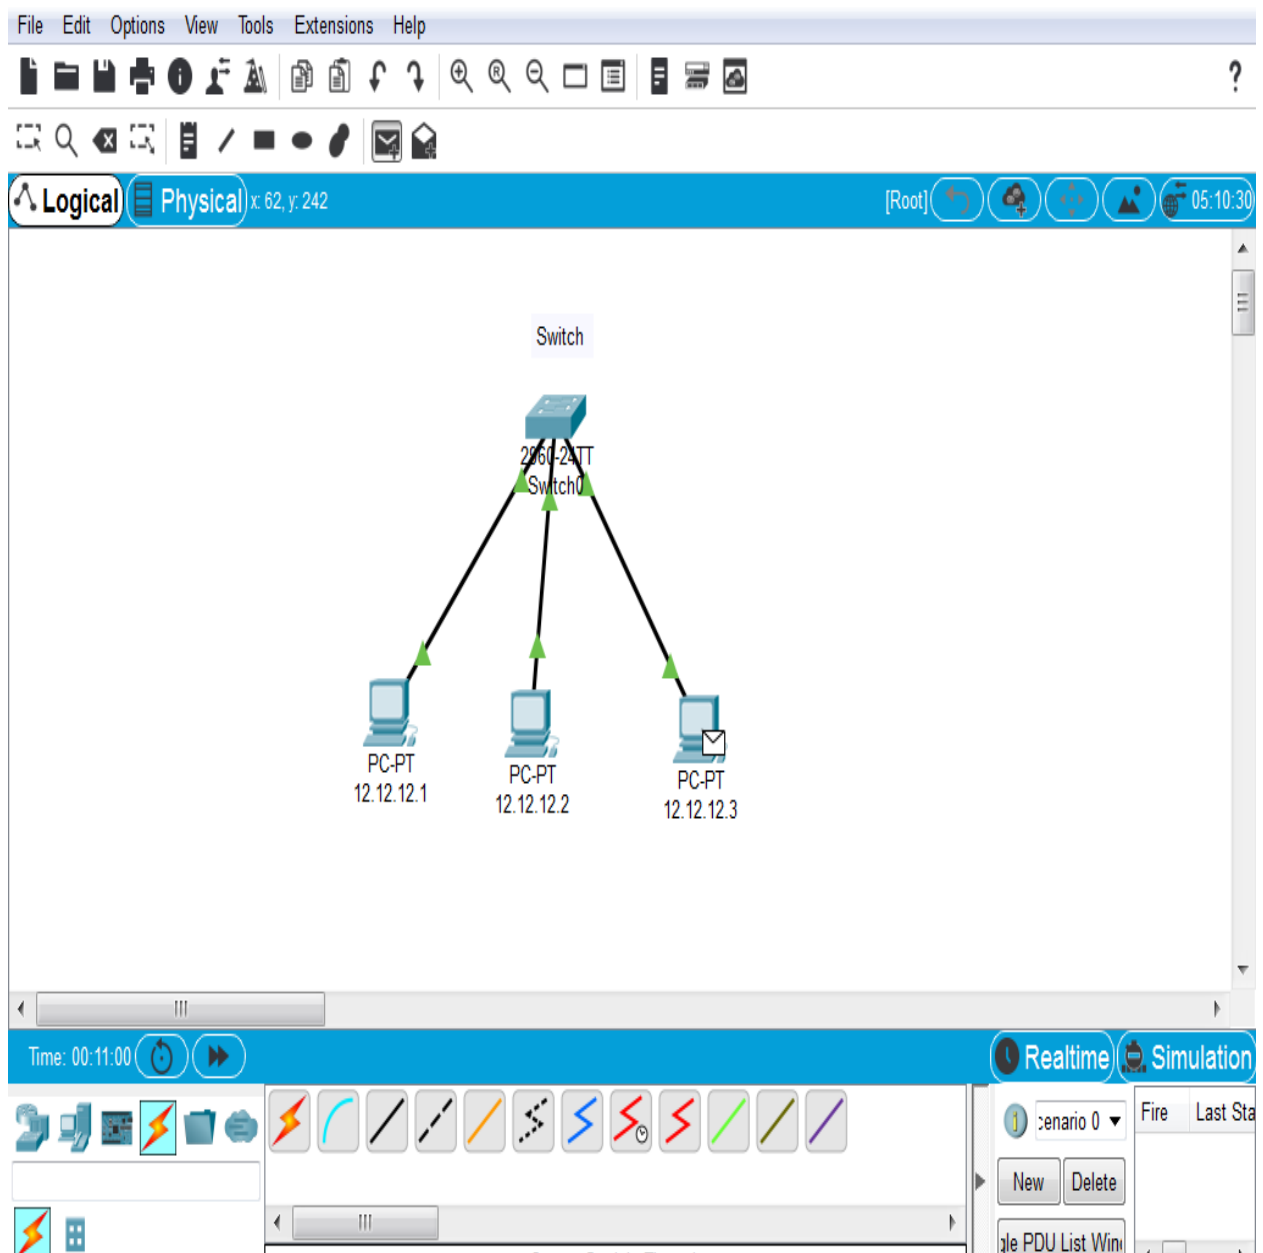 File Edit Options View Tools Extensions Help
?
Logical Physical x: 62, y: 242 [Root] 05:10:30
Switch
2960-24TT
Switch0
PC-PT
12.12.12.1
PC-PT
12.12.12.2
PC-PT
12.12.12.3
Time: 00:11:00 Realtime Simulation
cenario 0 Fire Last Sta
New Delete
gle PDU List Win